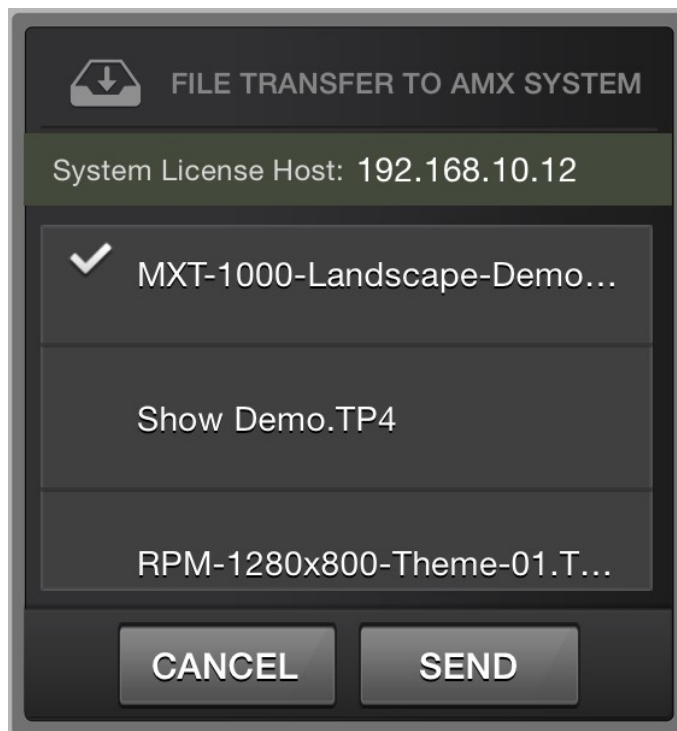 FILE TRANSFER TO AMX SYSTEM
System License Host: 192.168.10.12
MXT-1000-Landscape-Demo...
Show Demo.TP4
RPM-1280x800-Theme-01.T...
CANCEL SEND